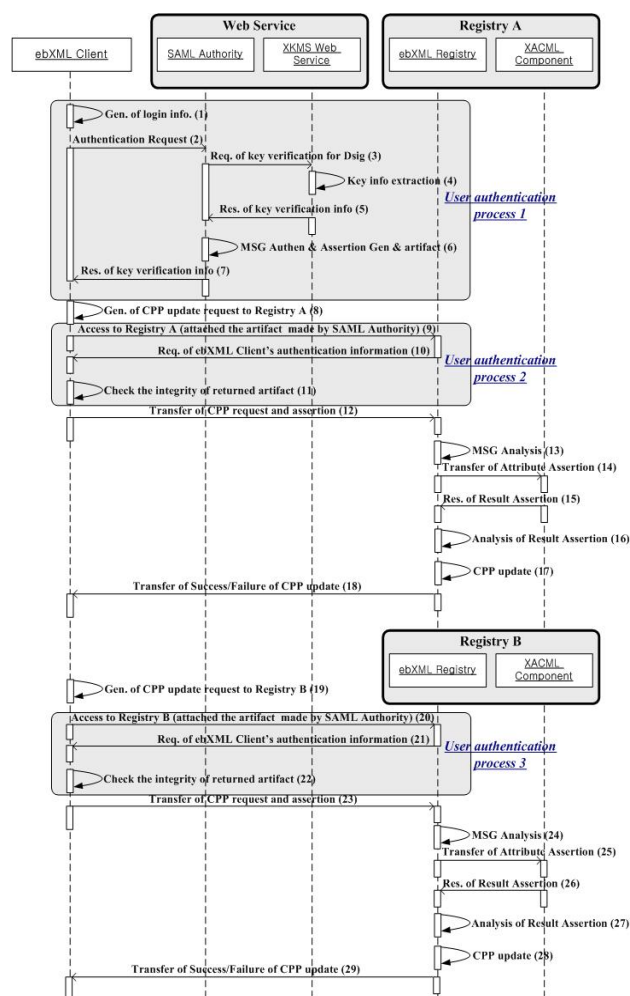 Web Service
Registry A
ebXML Client
SAML Authority
XKMS Web
Service
ebXML Registry
XACML
Component
Gen. of login info. (1)
Authentication Request (2)
Req. of key verification for Dsig (3)
Key info extraction (4)
User authentication
process 1
Res. of key verification info (5)
MSG Authen & Assertion Gen & artifact (6)
Res. of key verification info (7)
Gen. of CPP update request to Registry A (8)
Access to Registry A (attached the artifact made by SAML Authority) (9)
Req. of ebXML Client's authentication information (10)
User authentication
process 2
Check the integrity of returned artifact (11)
Transfer of CPP request and assertion (12)
MSG Analysis (13)
Transfer of Attribute Assertion (14)
Res. of Result Assertion (15)
Analysis of Result Assertion (16)
CPP update (17)
Transfer of Success/Failure of CPP update (18)
Registry B
ebXML Registry
XACML
Component
Gen. of CPP update request to Registry B (19)
Access to Registry B (attached the artifact made by SAML Authority) (20)
Req. of ebXML Client's authentication information (21)
User authentication
process 3
Check the integrity of returned artifact (22)
Transfer of CPP request and assertion (23)
MSG Analysis (24)
Transfer of Attribute Assertion (25)
Res. of Result Assertion (26)
Analysis of Result Assertion (27)
CPP update (28)
Transfer of Success/Failure of CPP update (29)